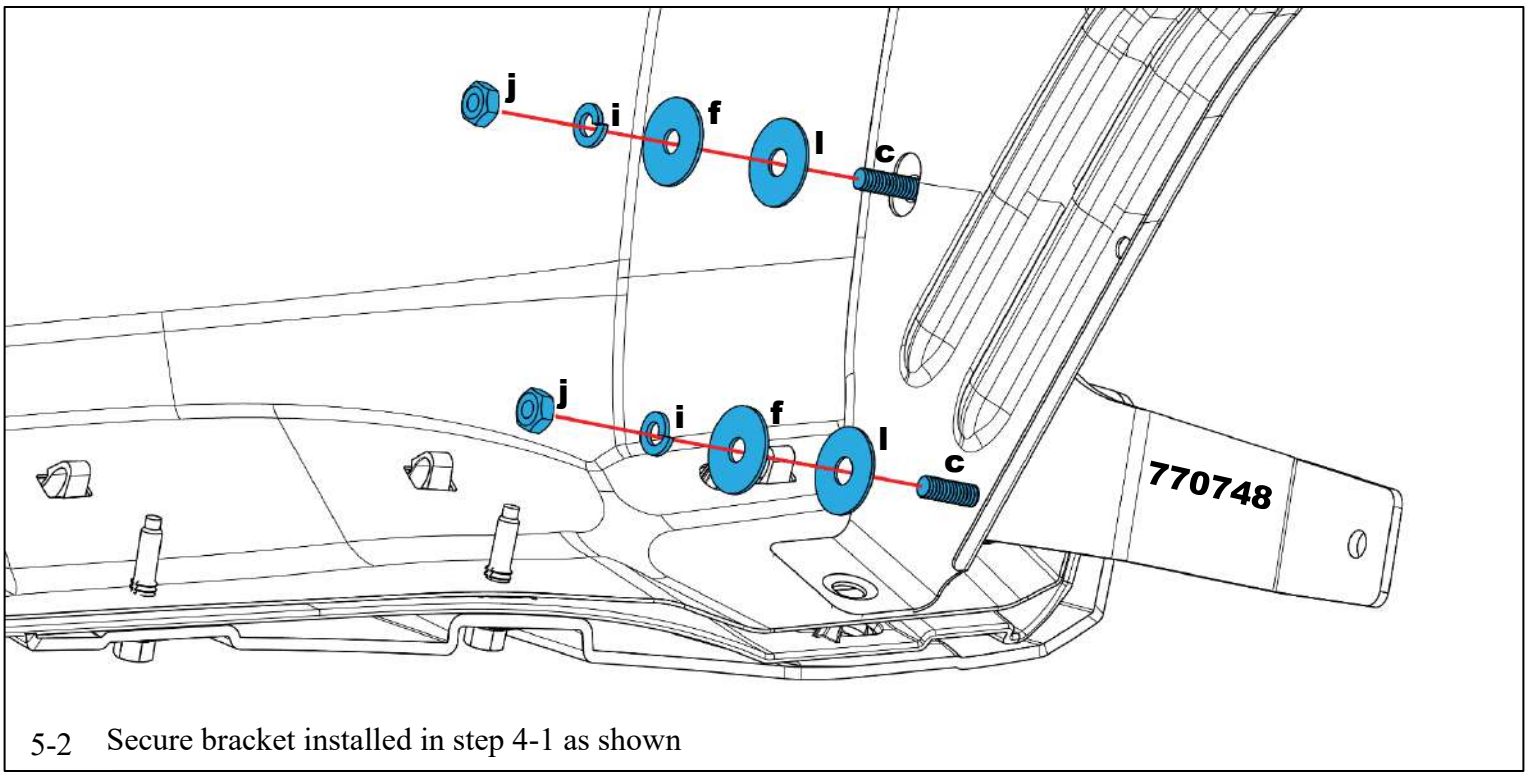 j
i
f
l
c
j
i
f
l
c
770748
5-2 Secure bracket installed in step 4-1 as shown